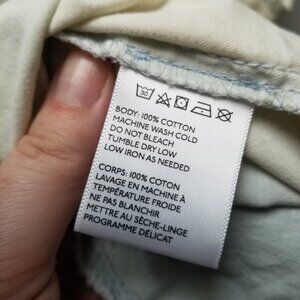 30
BODY: 100% COTTON
MACHINE WASH COLD
DO NOT BLEACH
TUMBLE DRY LOW
LOW IRON AS NEEDED
CORPS: 100% COTON
LAVAGE EN MACHINE À
TEMPÉRATURE FROIDE
NE PAS BLANCHIR
METTRE AU SÈCHE-LINGE
PROGRAMME DÉLICAT